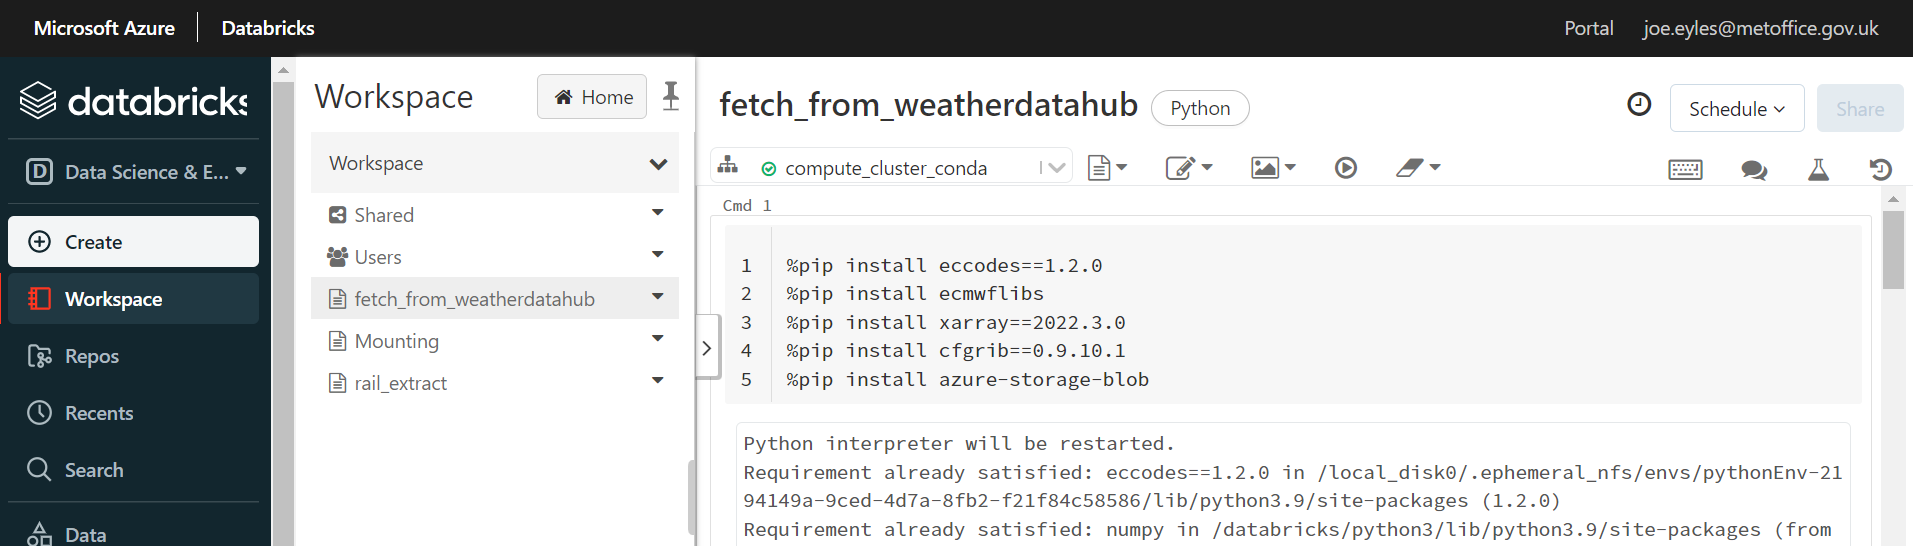 Microsoft Azure
Databricks
Portal
joe.eyles@metoffice.gov.uk
databricks
D
Data Science & E...
Create
Workspace
Repos
Recents
Search
Data
Workspace
Home
Workspace
Shared
Users
fetch_from_weatherdatahub
Mounting
rail_extract
fetch_from_weatherdatahub
Python
Schedule
Share
compute_cluster_conda
Cmd 1
1 %pip install eccodes==1.2.0
2 %pip install ecmwflibs
3 %pip install xarray==2022.3.0
4 %pip install cfgrib==0.9.10.1
5 %pip install azure-storage-blob
Python interpreter will be restarted.
Requirement already satisfied: eccodes==1.2.0 in /local_disk0/.ephemeral_nfs/envs/pythonEnv-21
94149a-9ced-4d7a-8fb2-f21f84c58586/lib/python3.9/site-packages (1.2.0)
Requirement already satisfied: numpy in /databricks/python3/lib/python3.9/site-packages (from